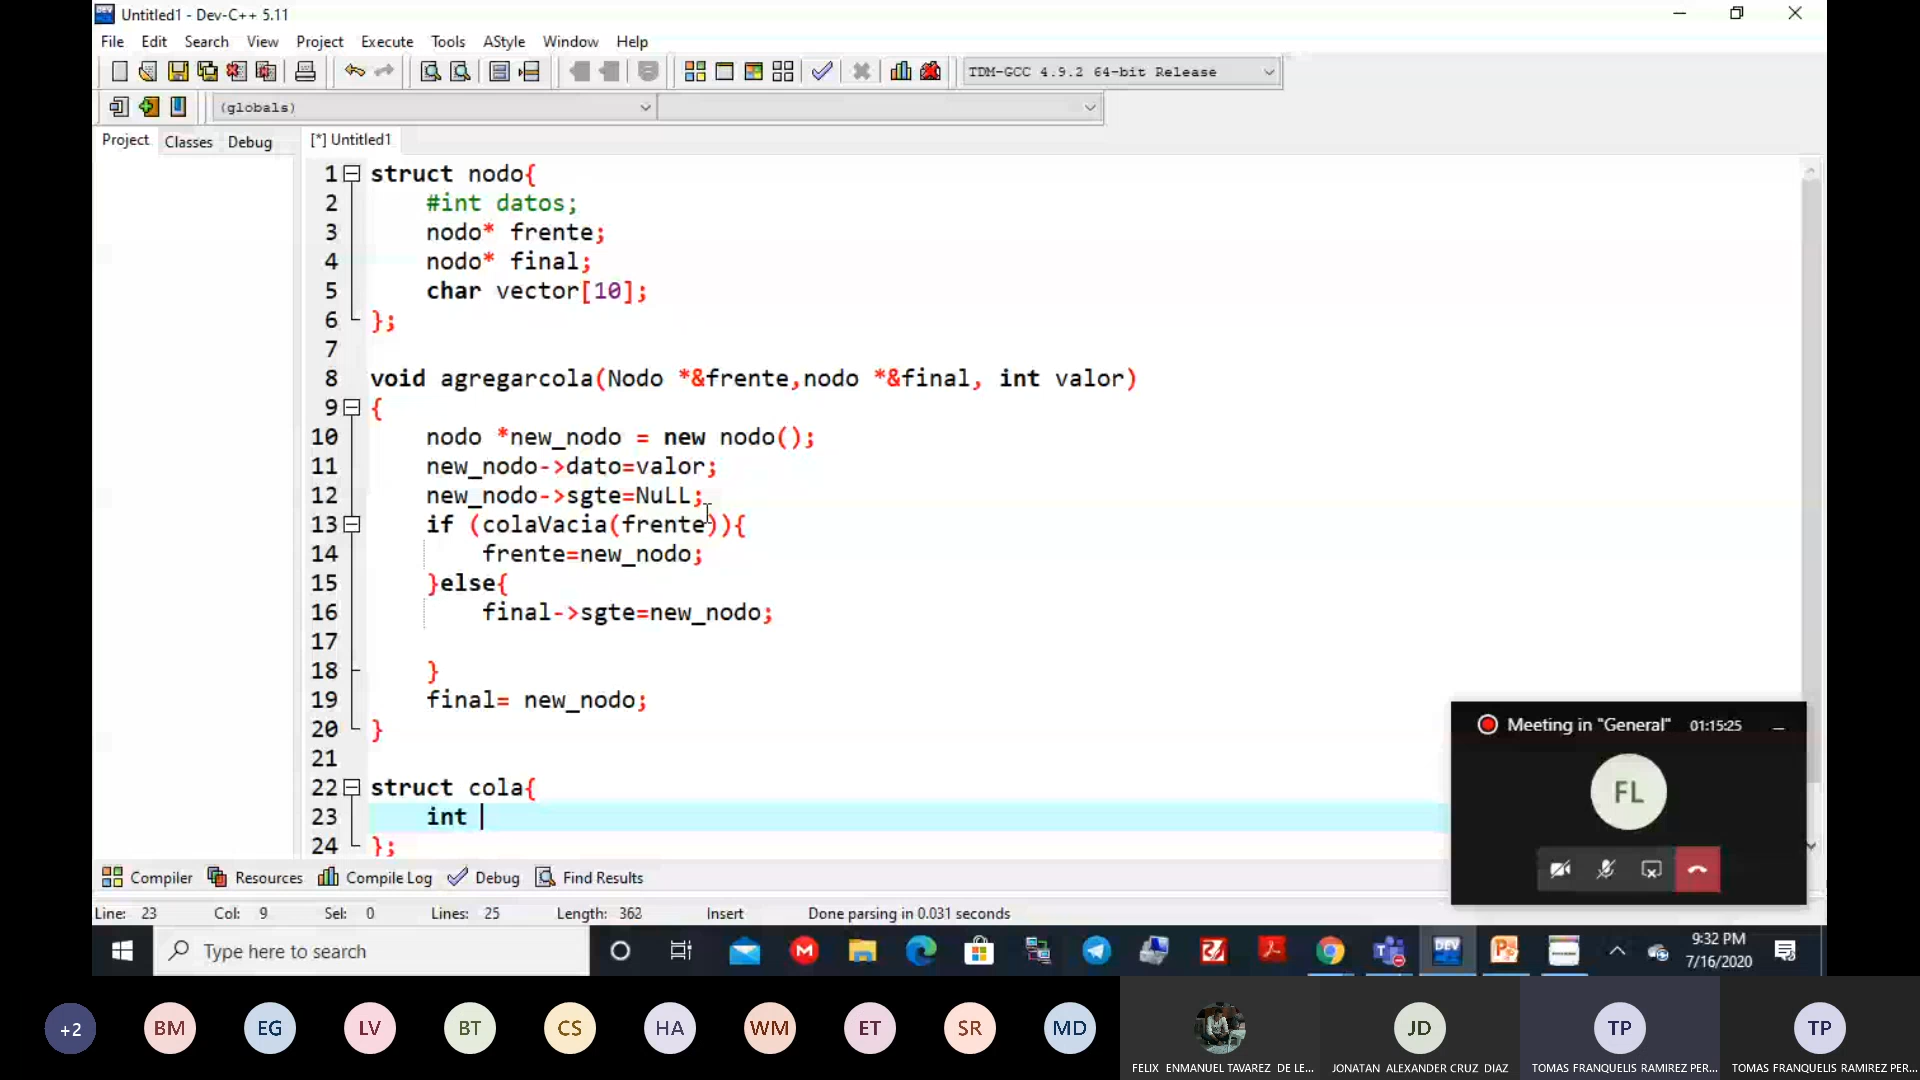 Untitled1 - Dev-C++ 5.11
File Edit Search View Project Execute Tools AStyle Window Help
TDM-GCC 4.9.2 64-bit Release
(globals)
Project Classes Debug [*] Untitled1
1 struct nodo{
2 #int datos;
3 nodo* frente;
4 nodo* final;
5 char vector[10];
6 };
7
8 void agregarcola(Nodo *&frente,nodo *&final, int valor)
9 {
10 nodo *new_nodo = new nodo();
11 new_nodo->dato=valor;
12 new_nodo->sgte=NuLL;
13 if (colaVacia(frente)){
14 frente=new_nodo;
15 }else{
16 final->sgte=new_nodo;
17
18 }
19 final= new_nodo;
20 }
21
22 struct cola{
23 int
24 };
Meeting in "General" 01:15:25
FL
Compiler Resources Compile Log Debug Find Results
Line: 23 Col: 9 Sel: 0 Lines: 25 Length: 362 Insert Done parsing in 0.031 seconds
Type here to search
DEV
9:32 PM
7/16/2020
+2 BM EG LV BT CS HA WM ET SR MD JD TP TP
FELIX ENMANUEL TAVAREZ DE LE... JONATAN ALEXANDER CRUZ DIAZ TOMAS FRANQUELIS RAMIREZ PER... TOMAS FRANQUELIS RAMIREZ PER...